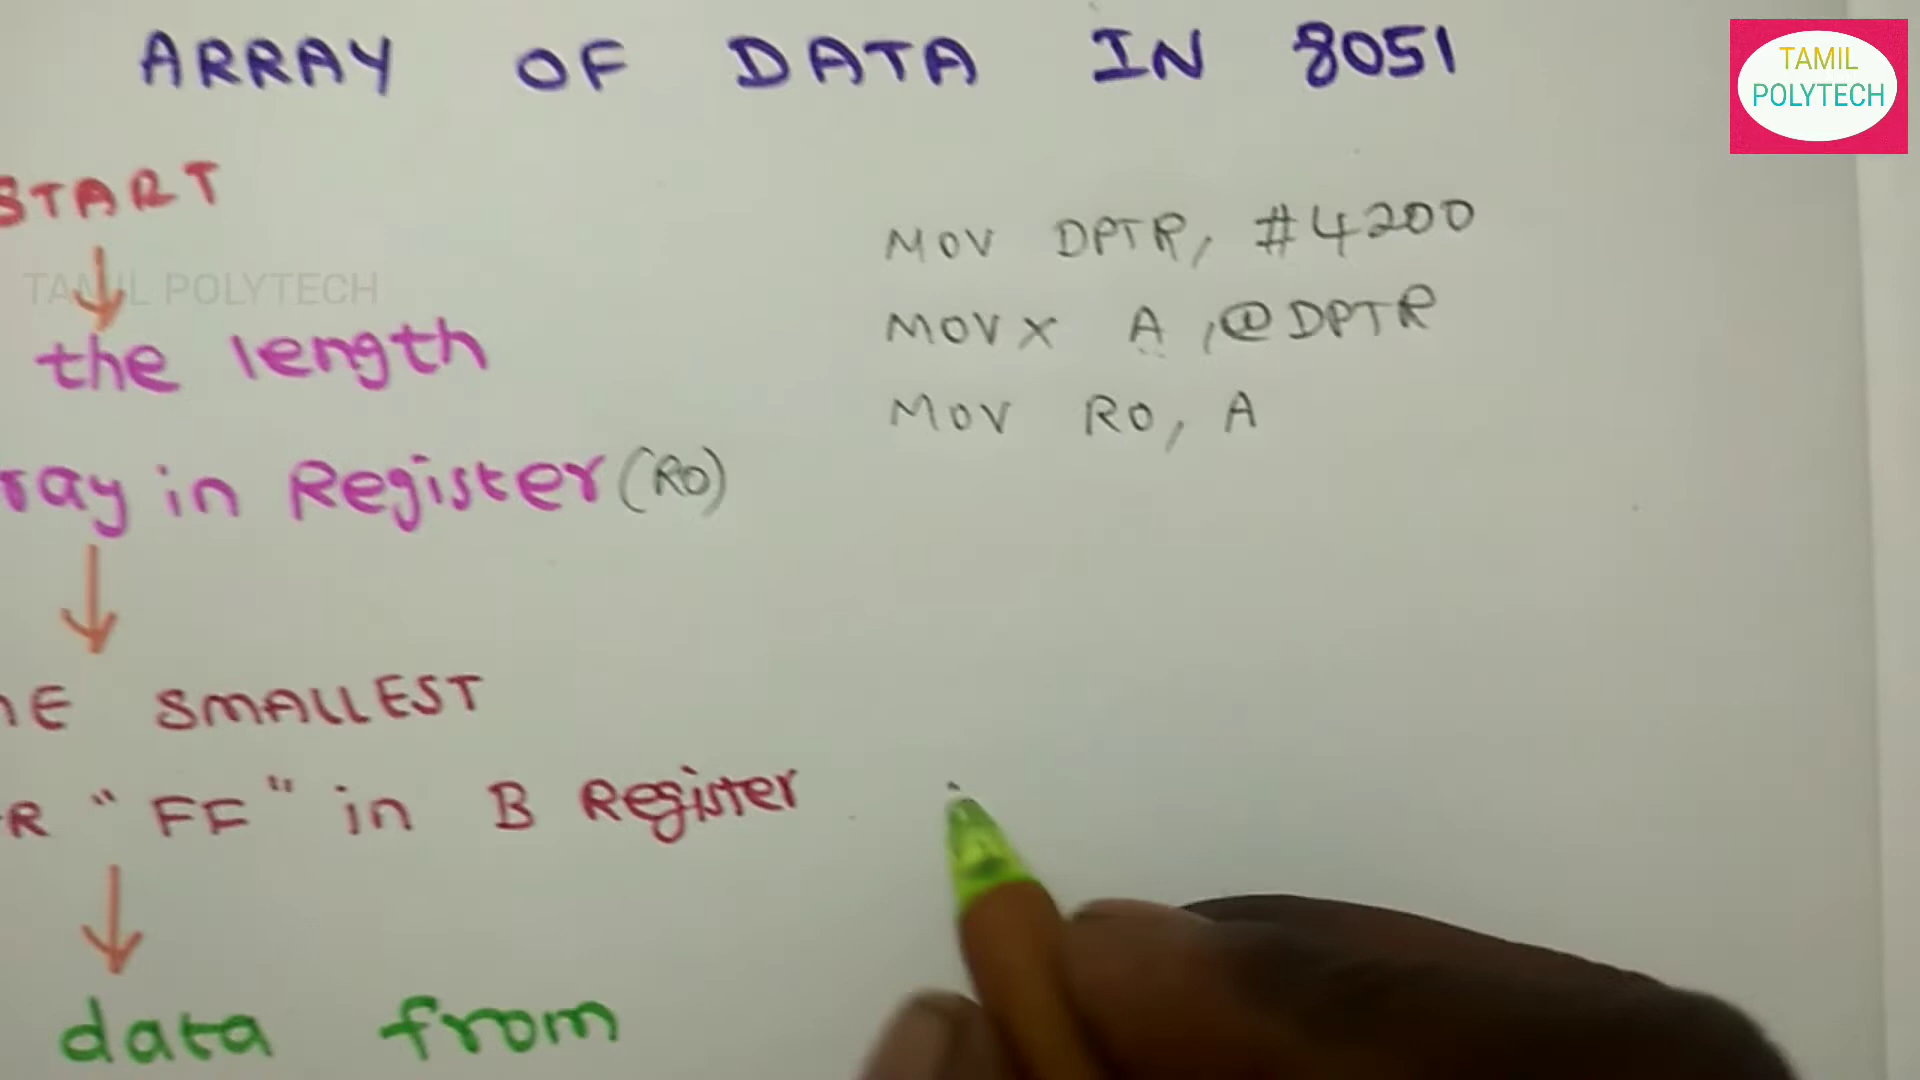 ARRAY OF DATA IN 8051
TAMIL
POLYTECH
START
TAMIL POLYTECH
the length
in Register (R0)
SMALLEST
"FF" in B Register
data from
MOV DPTR, #4200
MOVX A ,@DPTR
MOV R0, A